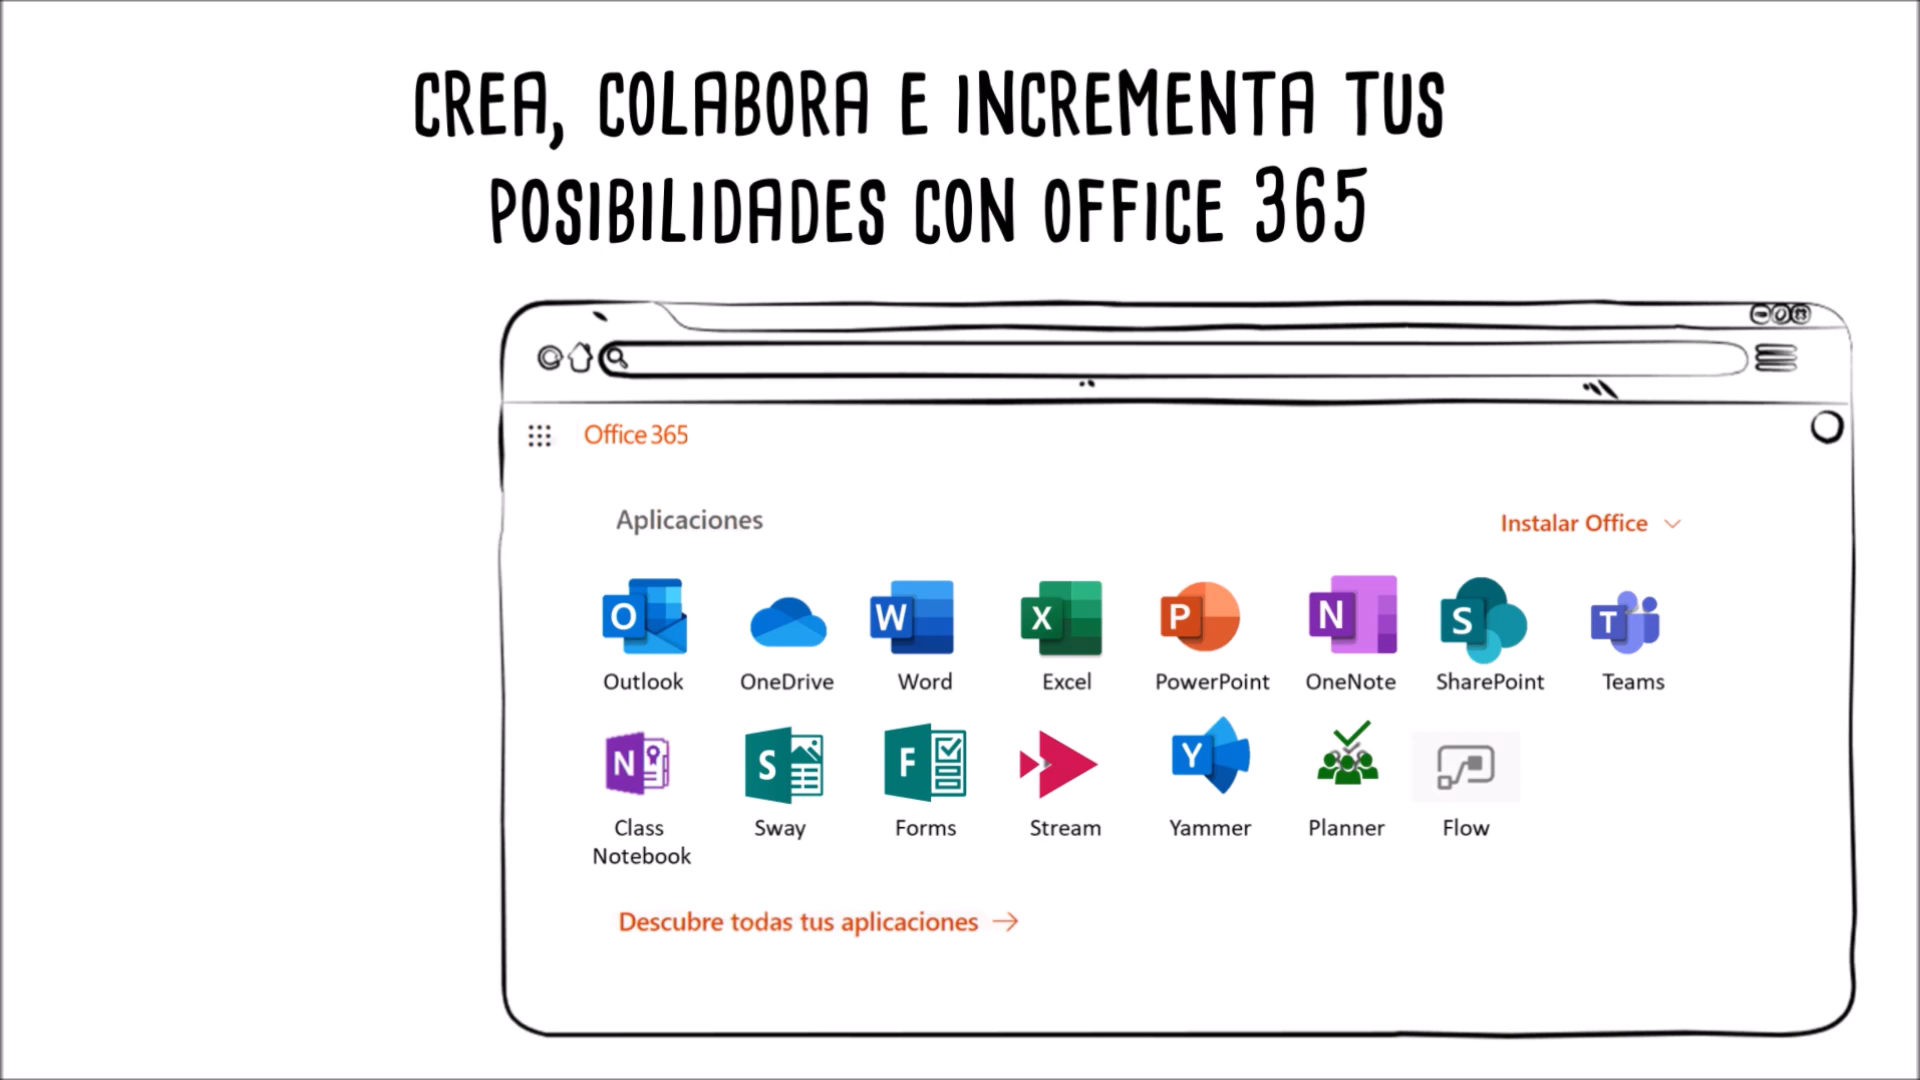 CREA, COLABORA E INCREMENTA TUS
POSIBILIDADES CON OFFICE 365
Office 365
Aplicaciones
Instalar Office
O
W
X
P
N
S
T
Outlook
OneDrive
Word
Excel
PowerPoint
OneNote
SharePoint
Teams
N
S
F
Y
Class
Notebook
Sway
Forms
Stream
Yammer
Planner
Flow
Descubre todas tus aplicaciones